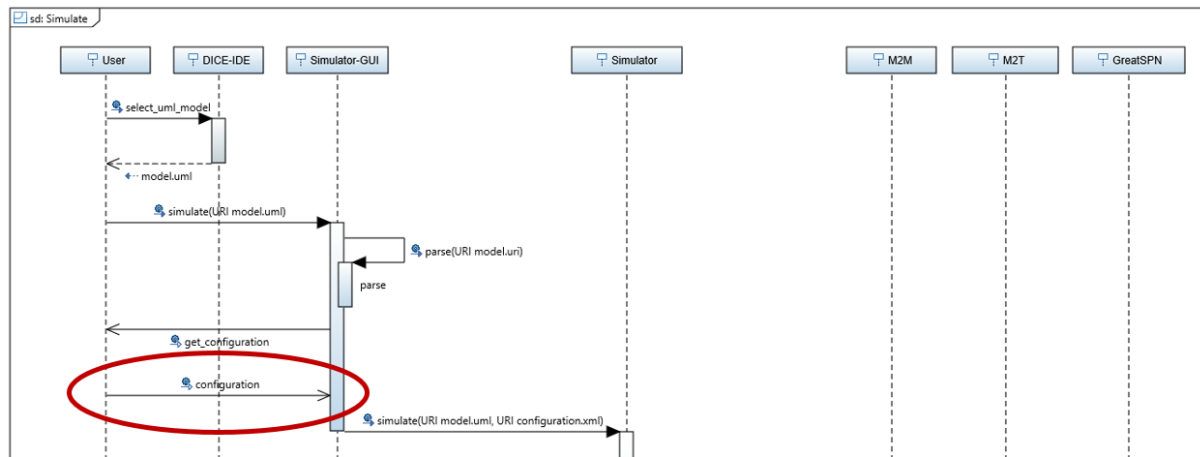 sd: Simulate
User
DICE-IDE
Simulator-GUI
Simulator
M2M
M2T
GreatSPN
select_uml_model
model.uml
simulate(URI model.uml)
parse(URI model.uri)
parse
get_configuration
configuration
simulate(URI model.uml, URI configuration.xml)